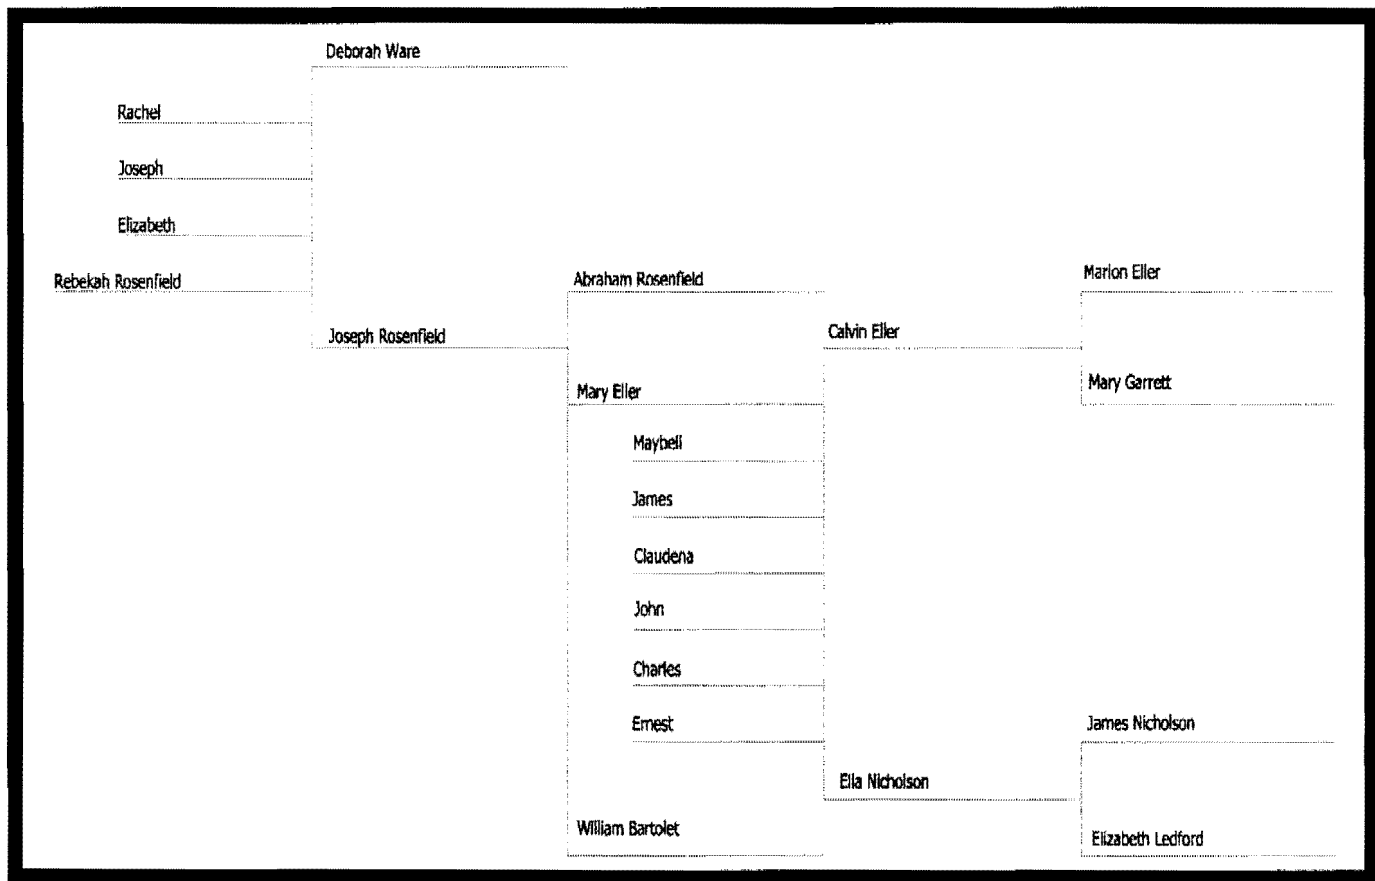 Deborah Ware
Rachel
Joseph
Elizabeth
Rebekah Rosenfield
Abraham Rosenfield
Marion Eller
Joseph Rosenfield
Calvin Eller
Mary Eller
Mary Garrett
Maybell
James
Claudena
John
Charles
Ernest
James Nicholson
Ella Nicholson
William Bartolet
Elizabeth Ledford